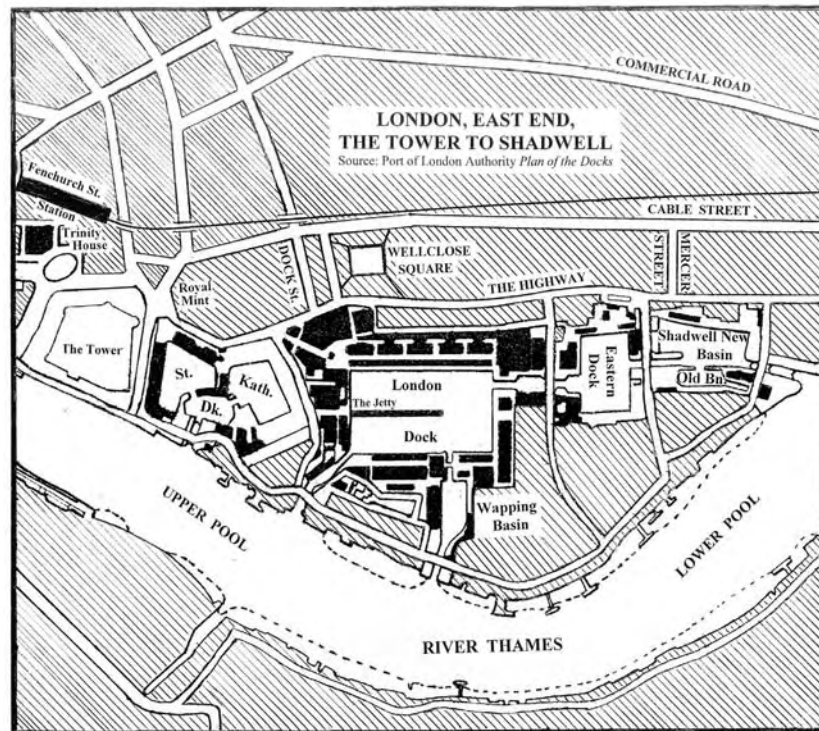 COMMERCIAL ROAD
LONDON, EAST END,
THE TOWER TO SHADWELL
Source: Port of London Authority Plan of the Docks
Fenchurch St.
Station
Trinity
House
CABLE STREET
DOCK St.
WELLCLOSE
SQUARE
MERCER
STREET
Royal
Mint
THE HIGHWAY
The Tower
St.
Kath.
Dk.
London
The Jetty
Dock
Eastern
Dock
Shadwell New
Basin
Old Bn.
Wapping
Basin
UPPER POOL
LOWER POOL
RIVER THAMES